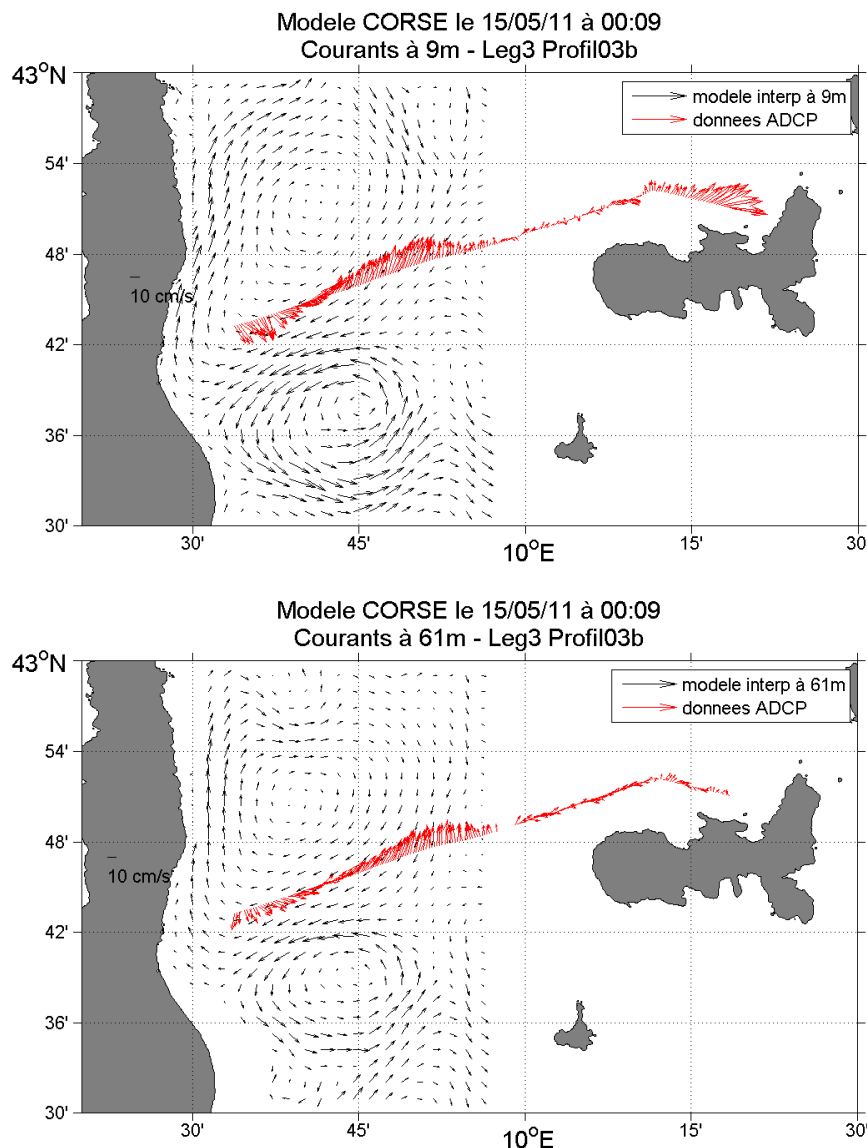 Modele CORSE le 15/05/11 à 00:09
Courants à 9m - Leg3 Profil03b
43°N
modele interp à 9m
donnees ADCP
54'
48'
10 cm/s
42'
36'
30'
30'
45'
10°E
15'
30
Modele CORSE le 15/05/11 à 00:09
Courants à 61m - Leg3 Profil03b
43°N
modele interp à 61m
donnees ADCP
54'
48'
10 cm/s
42'
36'
30'
30'
45'
10°E
15'
30